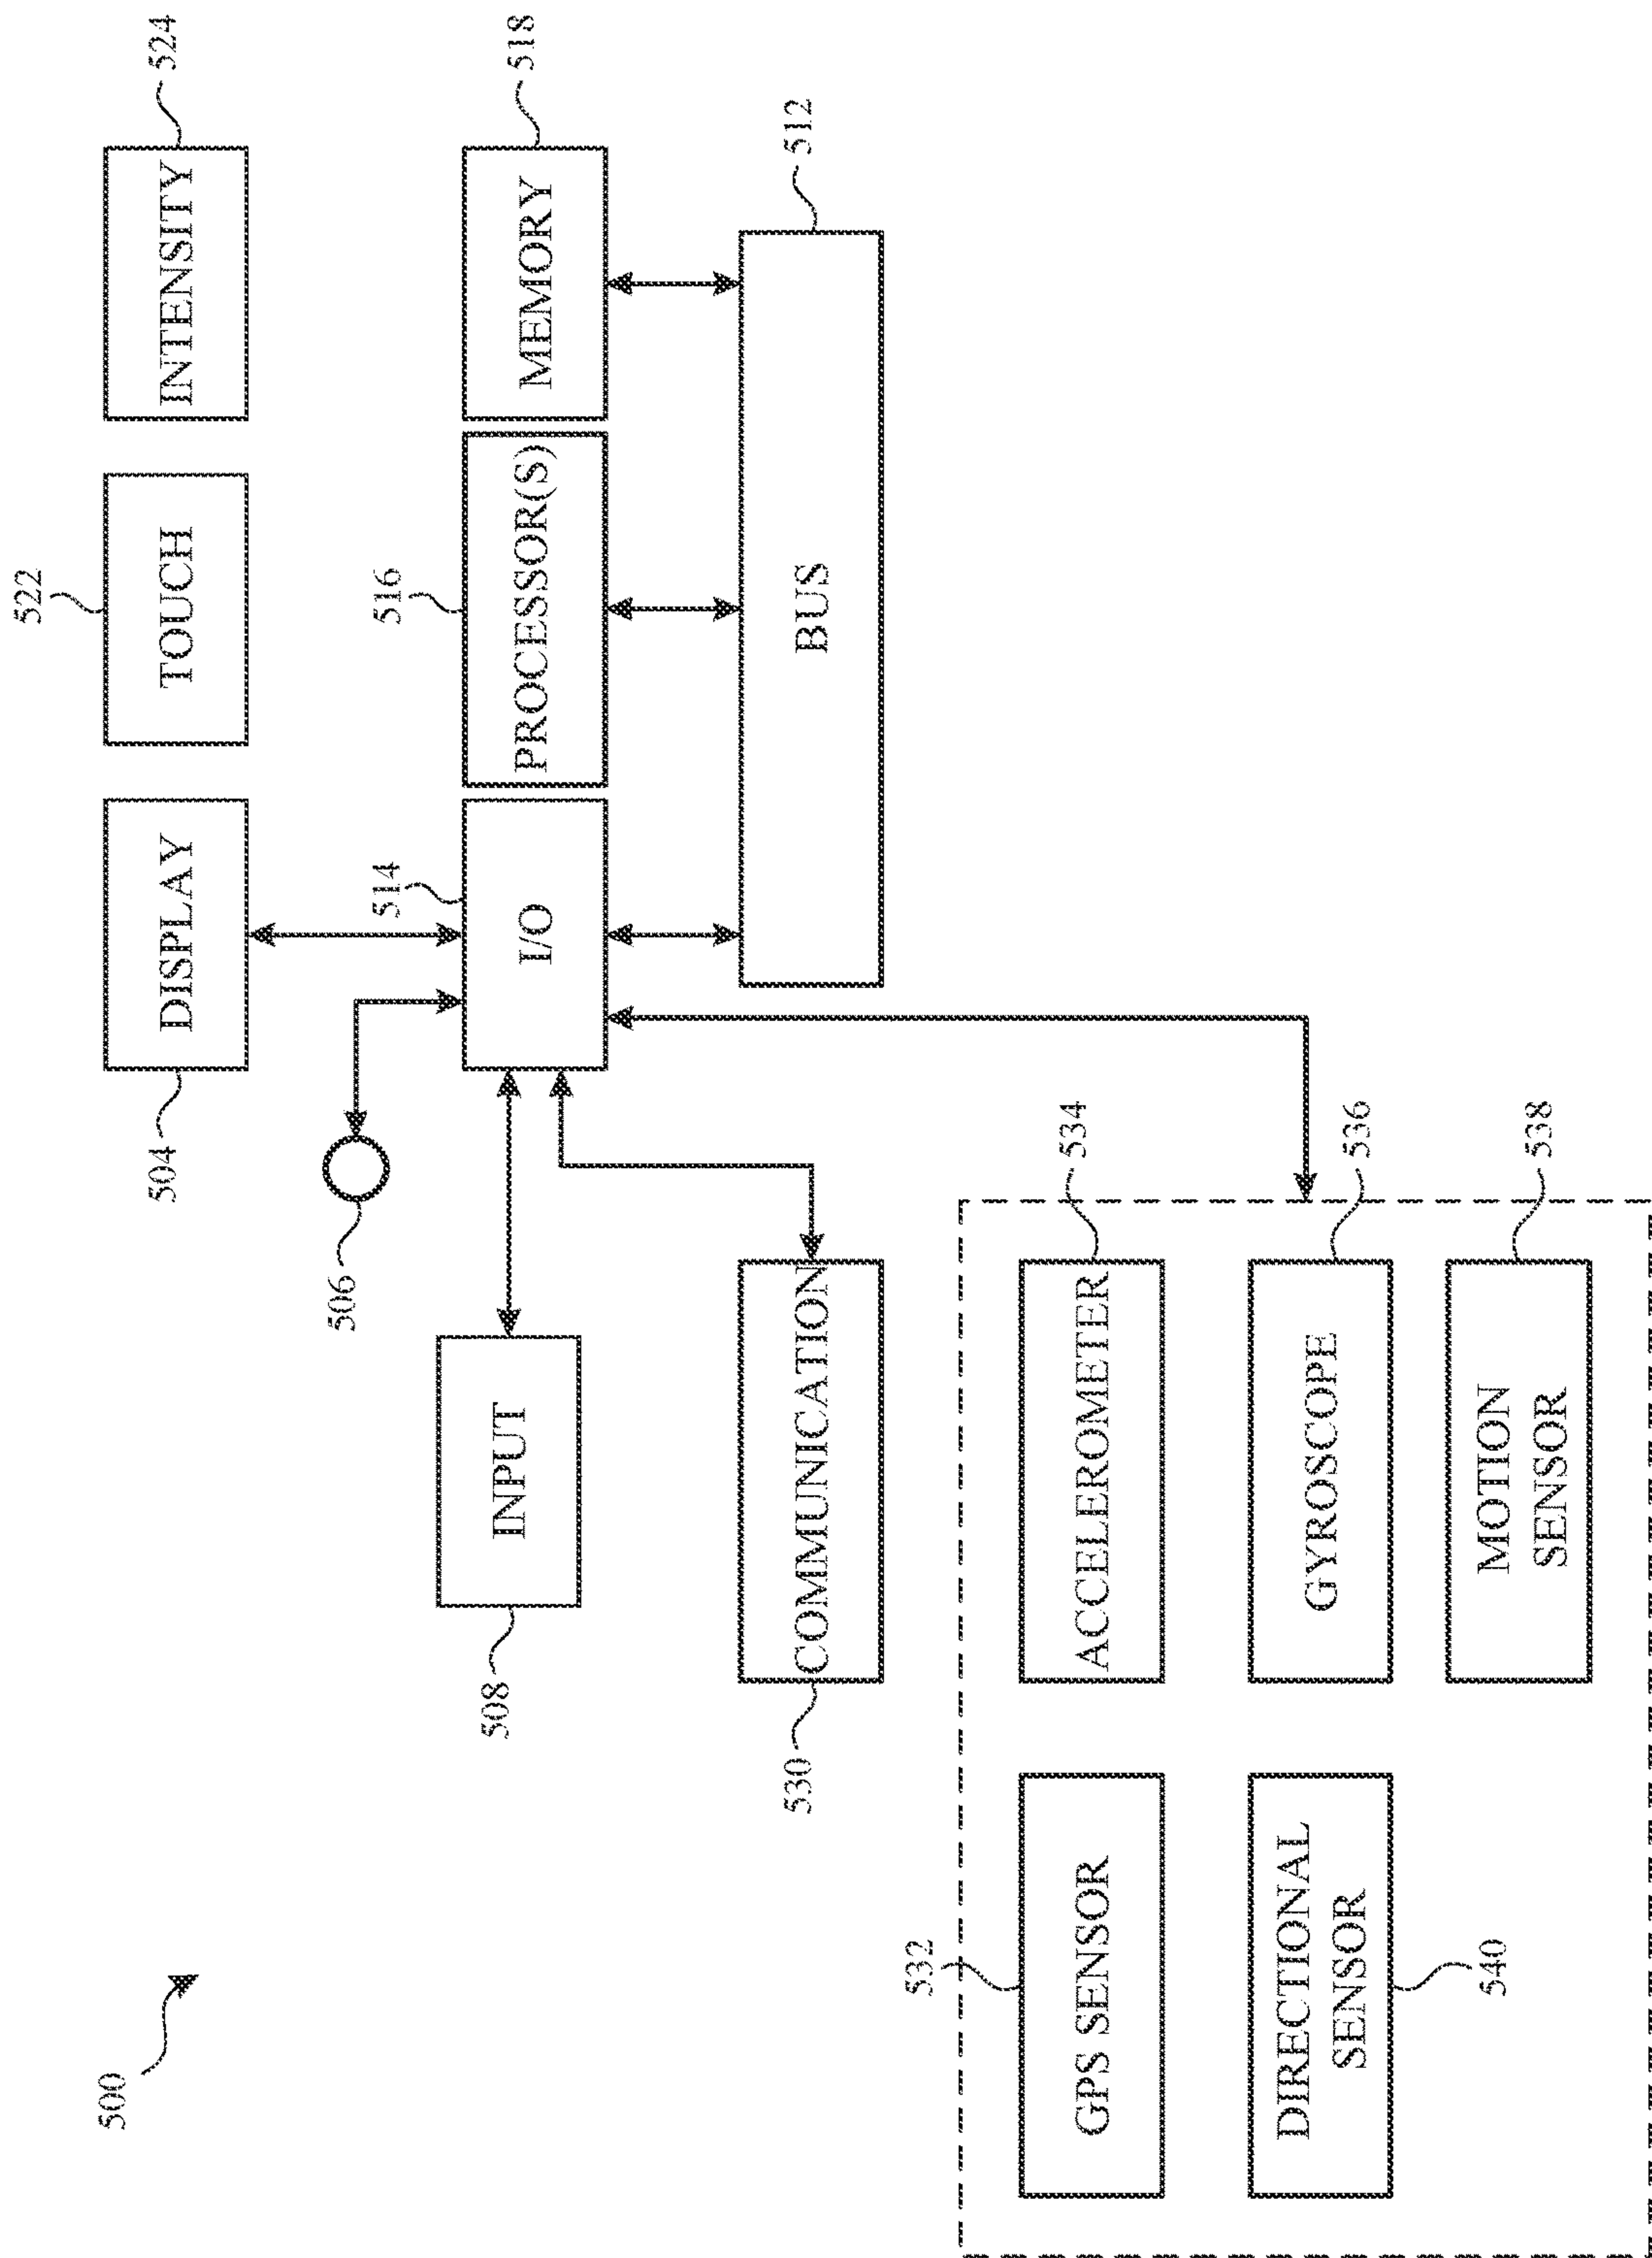 500
504
DISPLAY
522
TOUCH
INTENSITY
524
506
514
516
508
INPUT
I/O
PROCESSOR(S)
MEMORY
518
530
COMMUNICATION
BUS
512
532
GPS SENSOR
ACCELEROMETER
534
DIRECTIONAL
SENSOR
540
GYROSCOPE
536
MOTION
SENSOR
538